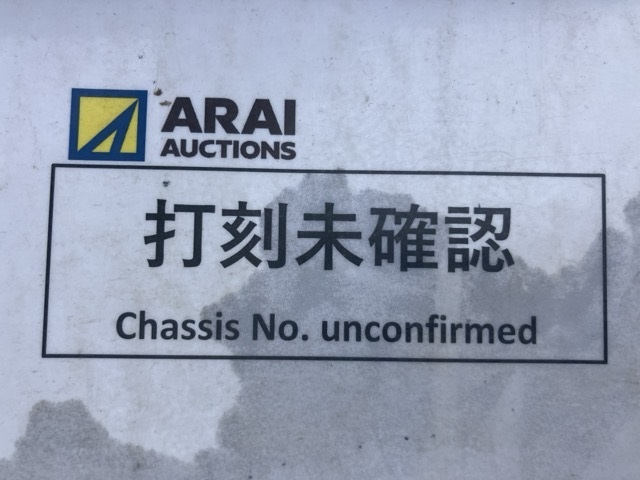 ARAI
AUCTIONS
打刻未確認
Chassis No. unconfirmed